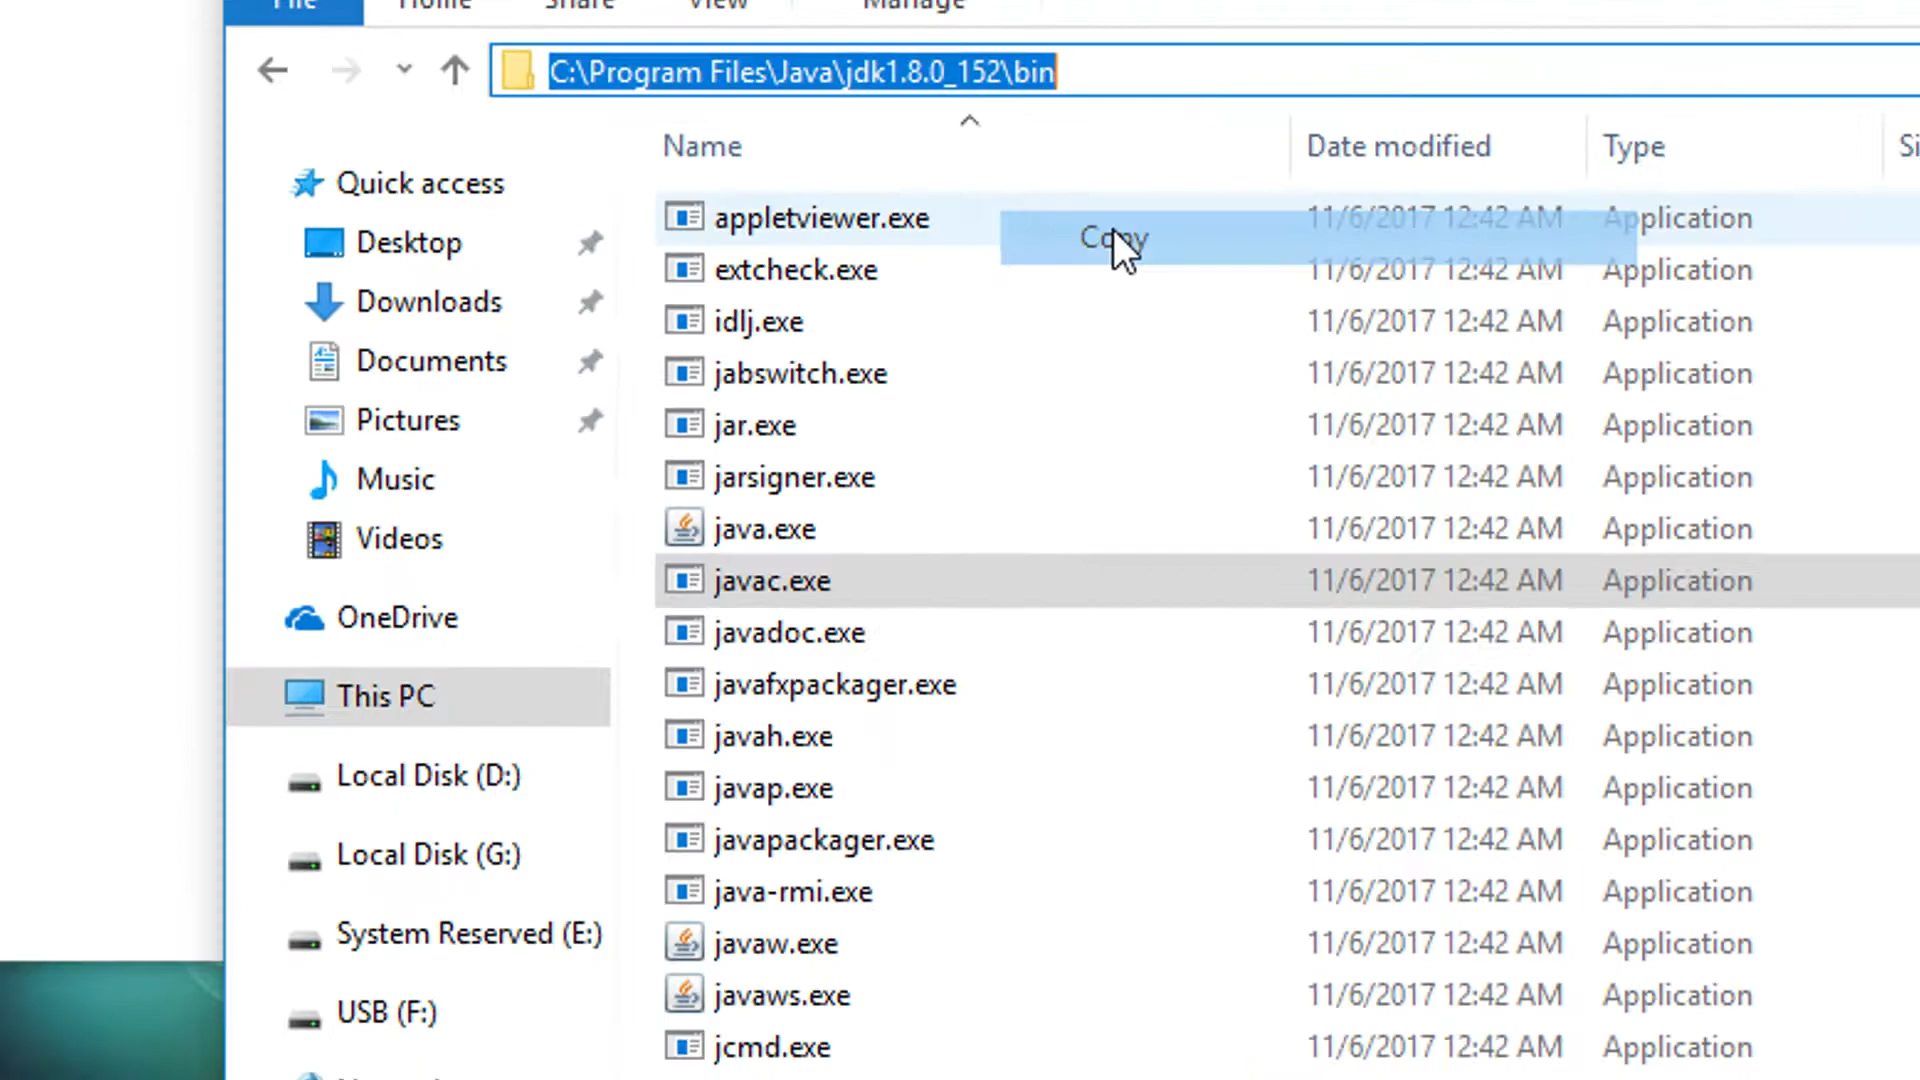 File Home Share View Manage
C:\Program Files\Java\jdk1.8.0_152\bin
Name Date modified Type
Quick access
Desktop
Downloads
Documents
Pictures
Music
Videos
OneDrive
This PC
Local Disk (D:)
Local Disk (G:)
System Reserved (E:)
USB (F:)
appletviewer.exe 11/6/2017 12:42 AM Application
Copy
extcheck.exe 11/6/2017 12:42 AM Application
idlj.exe 11/6/2017 12:42 AM Application
jabswitch.exe 11/6/2017 12:42 AM Application
jar.exe 11/6/2017 12:42 AM Application
jarsigner.exe 11/6/2017 12:42 AM Application
java.exe 11/6/2017 12:42 AM Application
javac.exe 11/6/2017 12:42 AM Application
javadoc.exe 11/6/2017 12:42 AM Application
javafxpackager.exe 11/6/2017 12:42 AM Application
javah.exe 11/6/2017 12:42 AM Application
javap.exe 11/6/2017 12:42 AM Application
javapackager.exe 11/6/2017 12:42 AM Application
java-rmi.exe 11/6/2017 12:42 AM Application
javaw.exe 11/6/2017 12:42 AM Application
javaws.exe 11/6/2017 12:42 AM Application
jcmd.exe 11/6/2017 12:42 AM Application